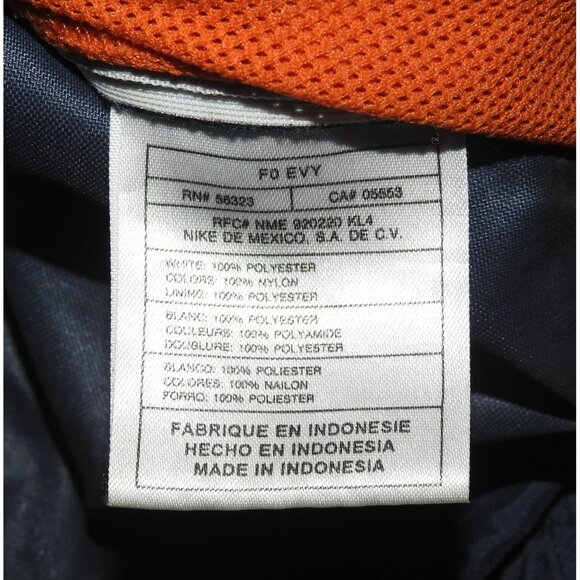 F0 EVY
RN# 56323 CA# 05553
RFC# NME 920220 KL4
NIKE DE MEXICO, S.A. DE C.V.
WHITE: 100% POLYESTER
COLORS: 100% NYLON
LINING: 100% POLYESTER
BLANC: 100% POLYESTER
COULEURS: 100% POLYAMIDE
DOUBLURE: 100% POLYESTER
BLANCO: 100% POLIESTER
COLORES: 100% NAILON
FORRO: 100% POLIESTER
FABRIQUE EN INDONESIE
HECHO EN INDONESIA
MADE IN INDONESIA